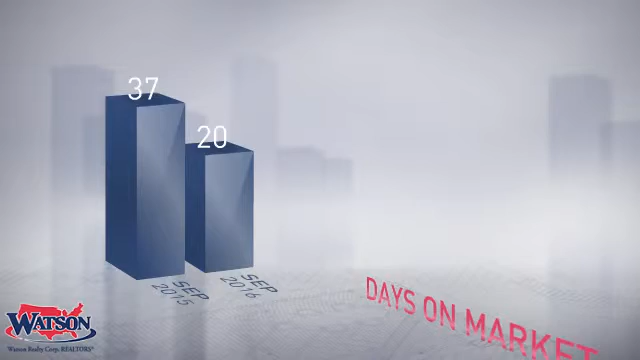 37
20
SEP
2015
SEP
2016
DAYS ON MARKET
WATSON
Watson Realty Corp. REALTORS®